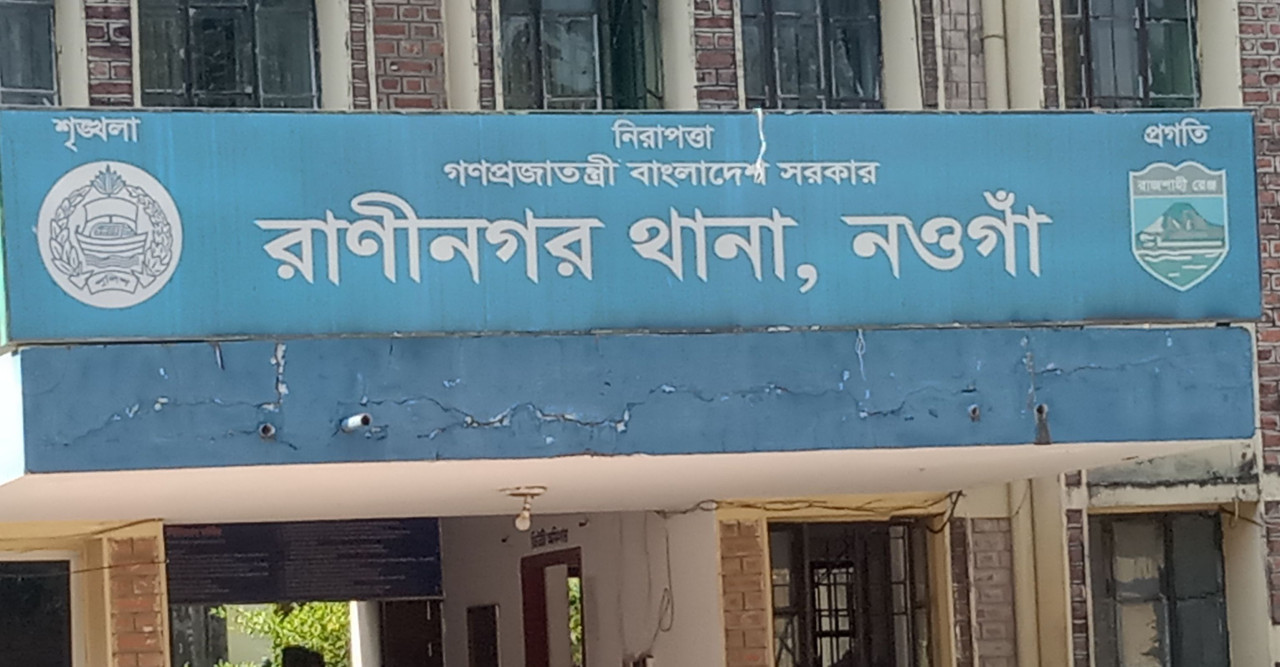 শৃঙ্খলা নিরাপত্তা প্রগতি
গণপ্রজাতন্ত্রী বাংলাদেশ সরকার
রাণীনগর থানা, নওগাঁ
রাজশাহী রেঞ্জ
পুলিশ